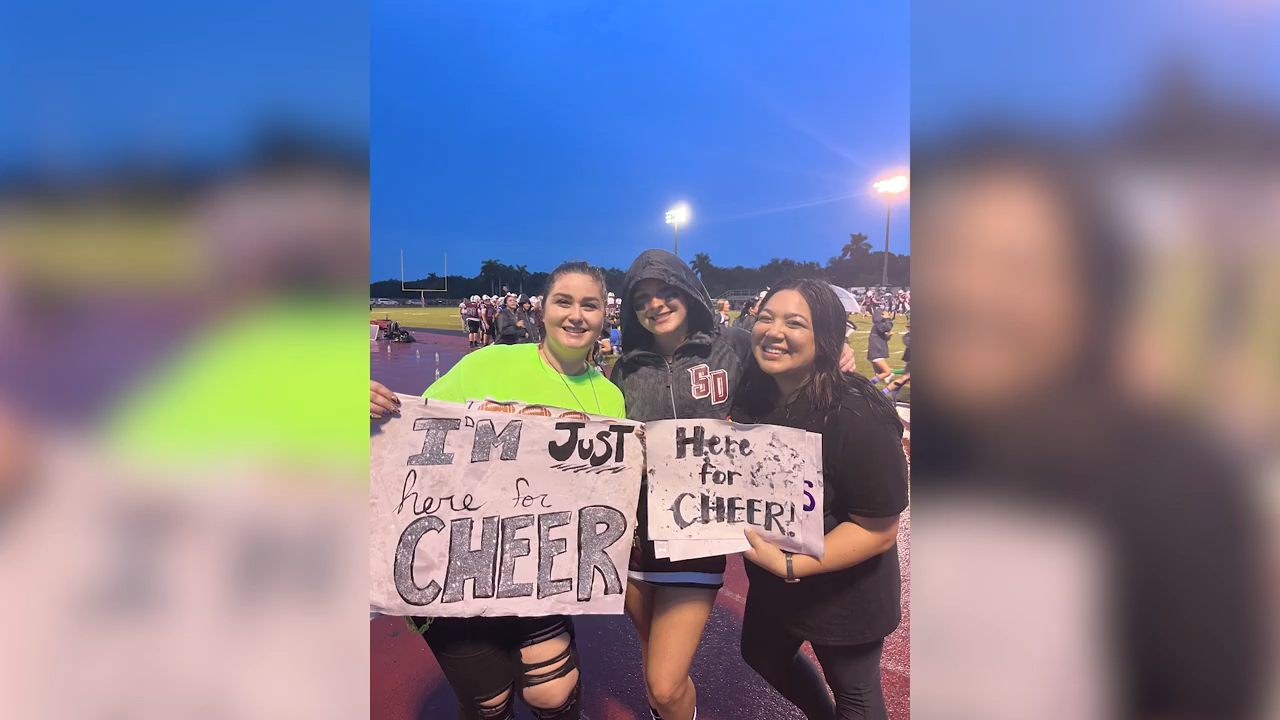 SD
I'M JUST
here for
CHEER
Here
for
CHEER!
S